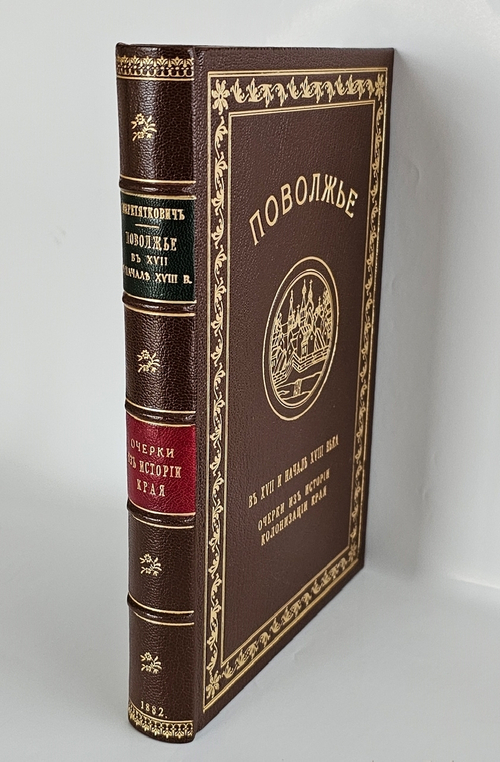 ПЕРЕТЯТКОВИЧЪ
ПОВОЛЖЬЕ
ВЪ XVII
И НАЧАЛѢ XVIII В.
ОЧЕРКИ
ИЗЪ ИСТОРІИ
КРАЯ
1882.
ПОВОЛЖЬЕ
ВЪ XVII И НАЧАЛѢ XVIII ВѢКА
ОЧЕРКИ ИЗЪ ИСТОРІИ
КОЛОНИЗАЦІИ КРАЯ